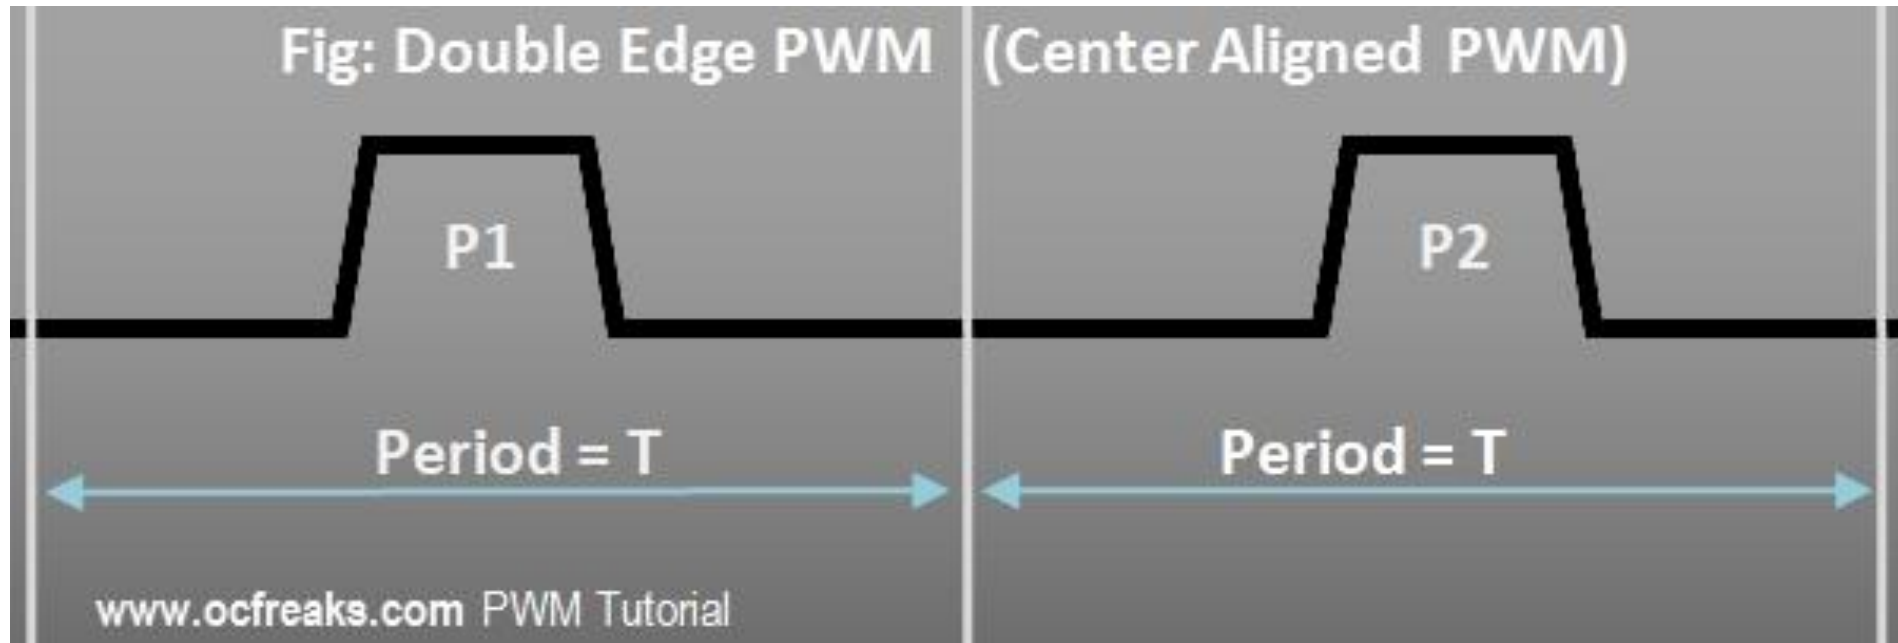 Fig: Double Edge PWM (Center Aligned PWM)
P1 P2
Period = T Period = T
www.ocfreaks.com PWM Tutorial